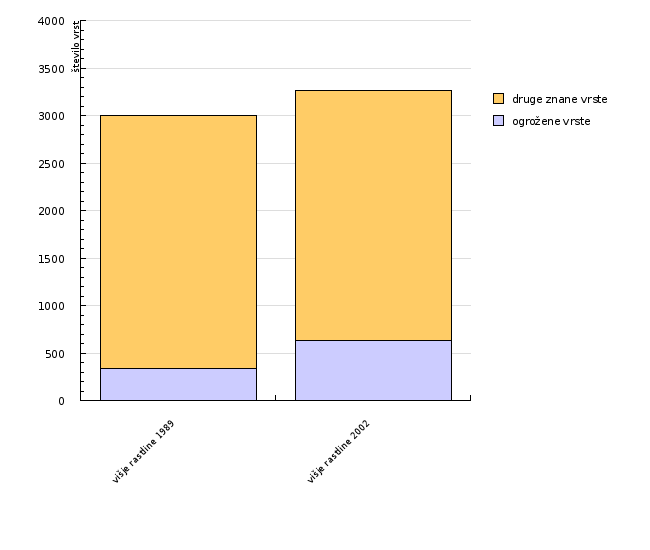 število vrst
4000
3500
3000
2500
2000
1500
1000
500
0
druge znane vrste
ogrožene vrste
višje rastline 1989
višje rastline 2002